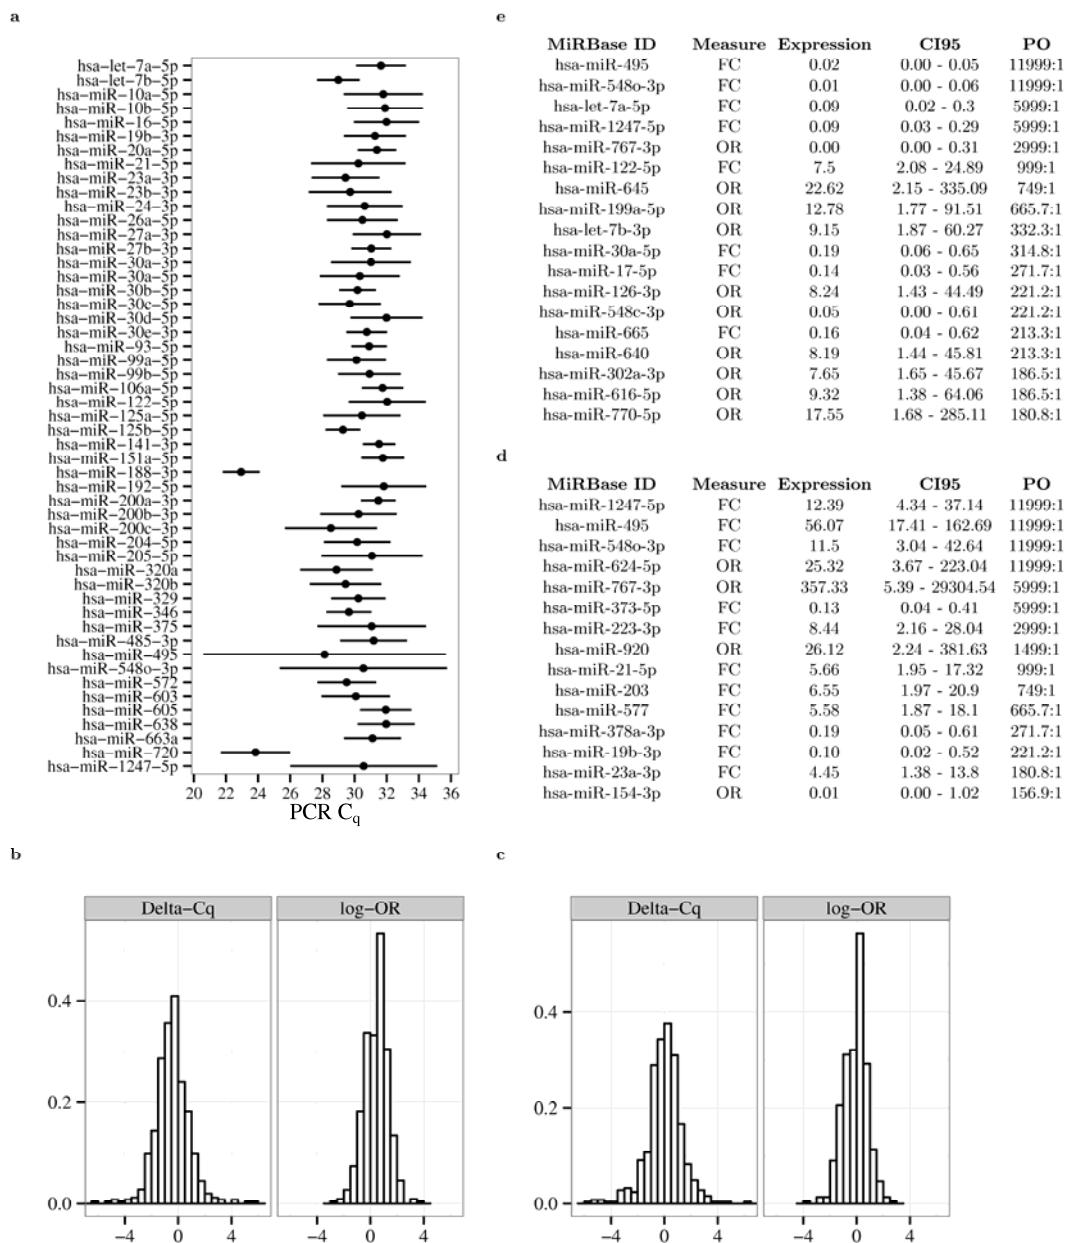 a
hsa−let−7a−5p
hsa−let−7b−5p
hsa−miR−10a−5p
hsa−miR−10b−5p
hsa−miR−16−5p
hsa−miR−19b−3p
hsa−miR−20a−5p
hsa−miR−21−5p
hsa−miR−23a−3p
hsa−miR−23b−3p
hsa−miR−24−3p
hsa−miR−26a−5p
hsa−miR−27a−3p
hsa−miR−27b−3p
hsa−miR−30a−3p
hsa−miR−30a−5p
hsa−miR−30b−5p
hsa−miR−30c−5p
hsa−miR−30d−5p
hsa−miR−30e−3p
hsa−miR−93−5p
hsa−miR−99a−5p
hsa−miR−99b−5p
hsa−miR−106a−5p
hsa−miR−122−5p
hsa−miR−125a−5p
hsa−miR−125b−5p
hsa−miR−141−3p
hsa−miR−151a−5p
hsa−miR−188−3p
hsa−miR−192−5p
hsa−miR−200a−3p
hsa−miR−200b−3p
hsa−miR−200c−3p
hsa−miR−204−5p
hsa−miR−205−5p
hsa−miR−320a
hsa−miR−320b
hsa−miR−329
hsa−miR−346
hsa−miR−375
hsa−miR−485−3p
hsa−miR−495
hsa−miR−548o−3p
hsa−miR−572
hsa−miR−603
hsa−miR−605
hsa−miR−638
hsa−miR−663a
hsa−miR−720
hsa−miR−1247−5p
20 22 24 26 28 30 32 34 36
PCR Cq
e
MiRBase ID Measure Expression CI95 PO
hsa-miR-495 FC 0.02 0.00 - 0.05 11999:1
hsa-miR-548o-3p FC 0.01 0.00 - 0.06 11999:1
hsa-let-7a-5p FC 0.09 0.02 - 0.3 5999:1
hsa-miR-1247-5p FC 0.09 0.03 - 0.29 5999:1
hsa-miR-767-3p OR 0.00 0.00 - 0.31 2999:1
hsa-miR-122-5p FC 7.5 2.08 - 24.89 999:1
hsa-miR-645 OR 22.62 2.15 - 335.09 749:1
hsa-miR-199a-5p OR 12.78 1.77 - 91.51 665.7:1
hsa-let-7b-3p OR 9.15 1.87 - 60.27 332.3:1
hsa-miR-30a-5p FC 0.19 0.06 - 0.65 314.8:1
hsa-miR-17-5p FC 0.14 0.03 - 0.56 271.7:1
hsa-miR-126-3p OR 8.24 1.43 - 44.49 221.2:1
hsa-miR-548c-3p OR 0.05 0.00 - 0.61 221.2:1
hsa-miR-665 FC 0.16 0.04 - 0.62 213.3:1
hsa-miR-640 OR 8.19 1.44 - 45.81 213.3:1
hsa-miR-302a-3p OR 7.65 1.65 - 45.67 186.5:1
hsa-miR-616-5p OR 9.32 1.38 - 64.06 186.5:1
hsa-miR-770-5p OR 17.55 1.68 - 285.11 180.8:1
d
MiRBase ID Measure Expression CI95 PO
hsa-miR-1247-5p FC 12.39 4.34 - 37.14 11999:1
hsa-miR-495 FC 56.07 17.41 - 162.69 11999:1
hsa-miR-548o-3p FC 11.5 3.04 - 42.64 11999:1
hsa-miR-624-5p OR 25.32 3.67 - 223.04 11999:1
hsa-miR-767-3p OR 357.33 5.39 - 29304.54 5999:1
hsa-miR-373-5p FC 0.13 0.04 - 0.41 5999:1
hsa-miR-223-3p FC 8.44 2.16 - 28.04 2999:1
hsa-miR-920 OR 26.12 2.24 - 381.63 1499:1
hsa-miR-21-5p FC 5.66 1.95 - 17.32 999:1
hsa-miR-203 FC 6.55 1.97 - 20.9 749:1
hsa-miR-577 FC 5.58 1.87 - 18.1 665.7:1
hsa-miR-378a-3p FC 0.19 0.05 - 0.61 271.7:1
hsa-miR-19b-3p FC 0.10 0.02 - 0.52 221.2:1
hsa-miR-23a-3p FC 4.45 1.38 - 13.8 180.8:1
hsa-miR-154-3p OR 0.01 0.00 - 1.02 156.9:1
b
Delta−Cq log−OR
0.4
0.2
0.0
−4 0 4 −4 0 4
c
Delta−Cq log−OR
0.4
0.2
0.0
−4 0 4 −4 0 4